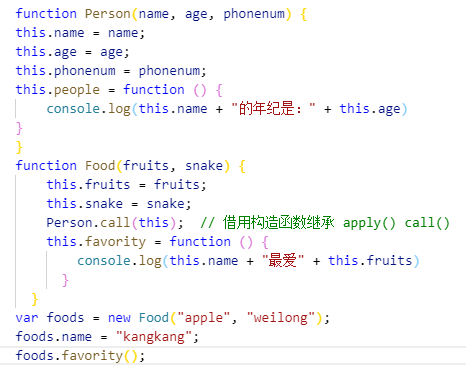 function Person(name, age, phonenum) {
this.name = name;
this.age = age;
this.phonenum = phonenum;
this.people = function () {
console.log(this.name + "的年纪是：" + this.age)
}
}
function Food(fruits, snake) {
this.fruits = fruits;
this.snake = snake;
Person.call(this);  // 借用构造函数继承 apply() call()
this.favority = function () {
console.log(this.name + "最爱" + this.fruits)
}
}
var foods = new Food("apple", "weilong");
foods.name = "kangkang";
foods.favority();